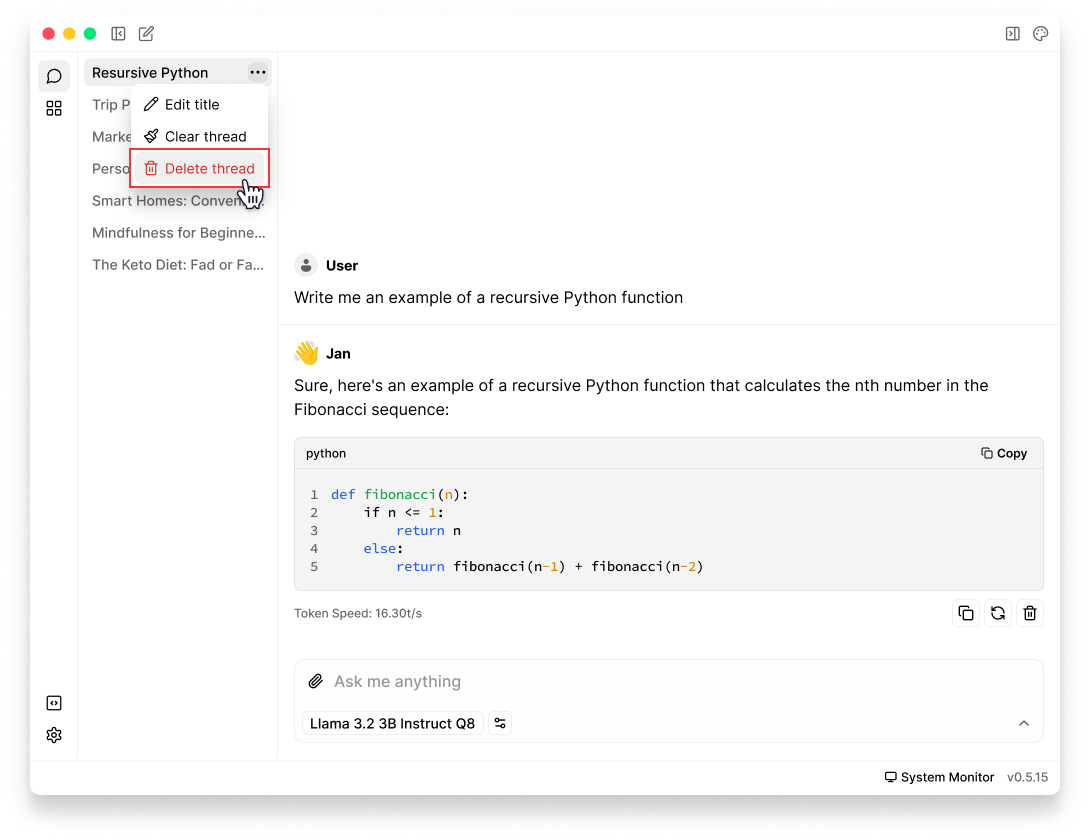 Resursive Python
Edit title
Clear thread
Delete thread
Trip P
Marke
Perso
Smart Homes: Conven
Mindfulness for Beginne...
The Keto Diet: Fad or Fa...
User
Write me an example of a recursive Python function
Jan
Sure, here's an example of a recursive Python function that calculates the nth number in the
Fibonacci sequence:
python
Copy
1 def fibonacci(n):
2     if n <= 1:
3         return n
4     else:
5         return fibonacci(n-1) + fibonacci(n-2)
Token Speed: 16.30t/s
Ask me anything
Llama 3.2 3B Instruct Q8
System Monitor v0.5.15